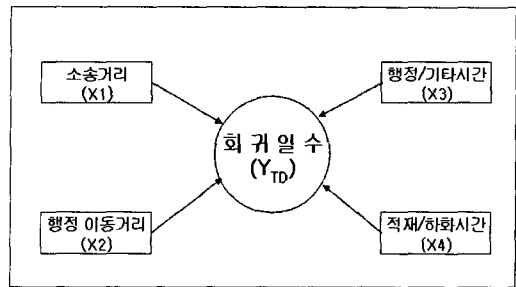 소송거리
(X1)
행정/기타시간
(X3)
회 귀 일 수
(Y_TD)
행정 이동거리
(X2)
적재/하화시간
(X4)